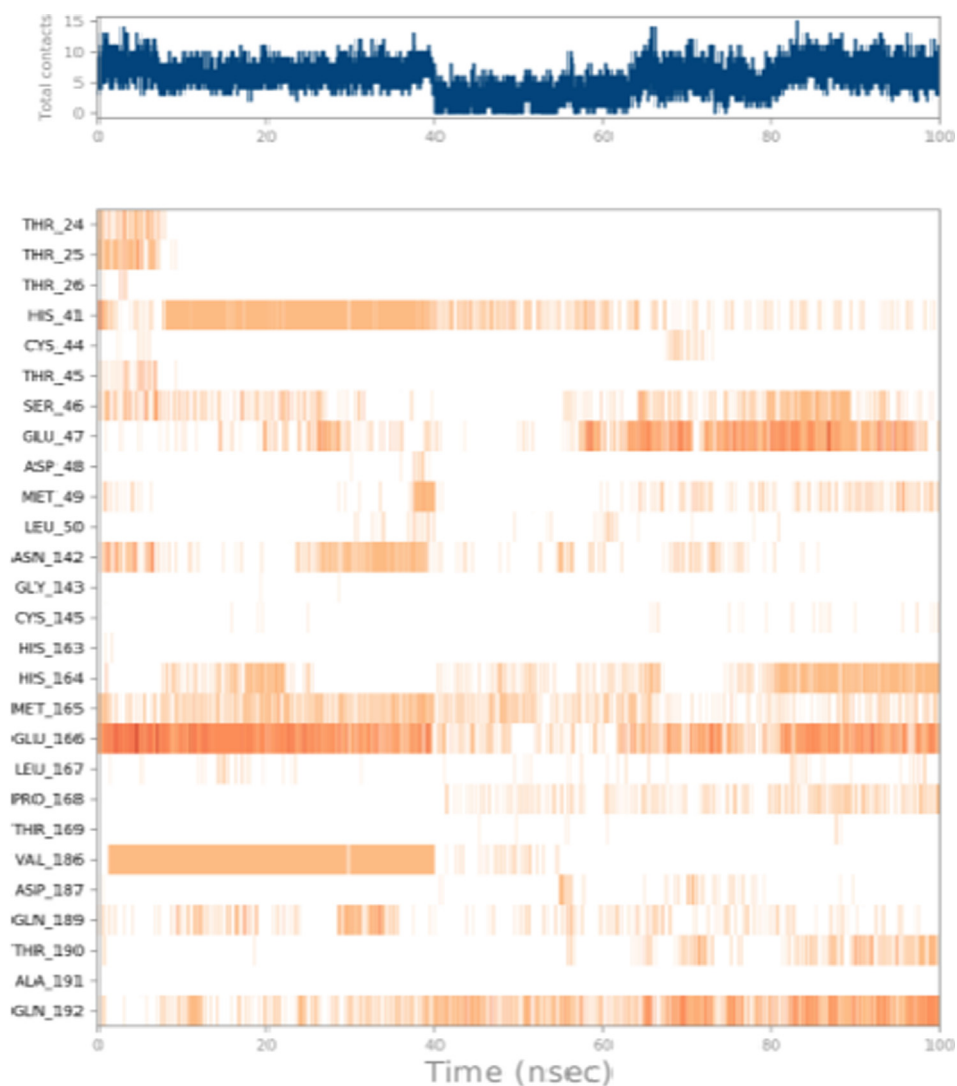 Total contacts
15
10
5
0
0 20 40 60 80 100
THR_24
THR_25
THR_26
HIS_41
CYS_44
THR_45
SER_46
GLU_47
ASP_48
MET_49
LEU_50
ASN_142
GLY_143
CYS_145
HIS_163
HIS_164
MET_165
GLU_166
LEU_167
PRO_168
THR_169
VAL_186
ASP_187
GLN_189
THR_190
ALA_191
GLN_192
0 20 40 60 80 100
Time (nsec)